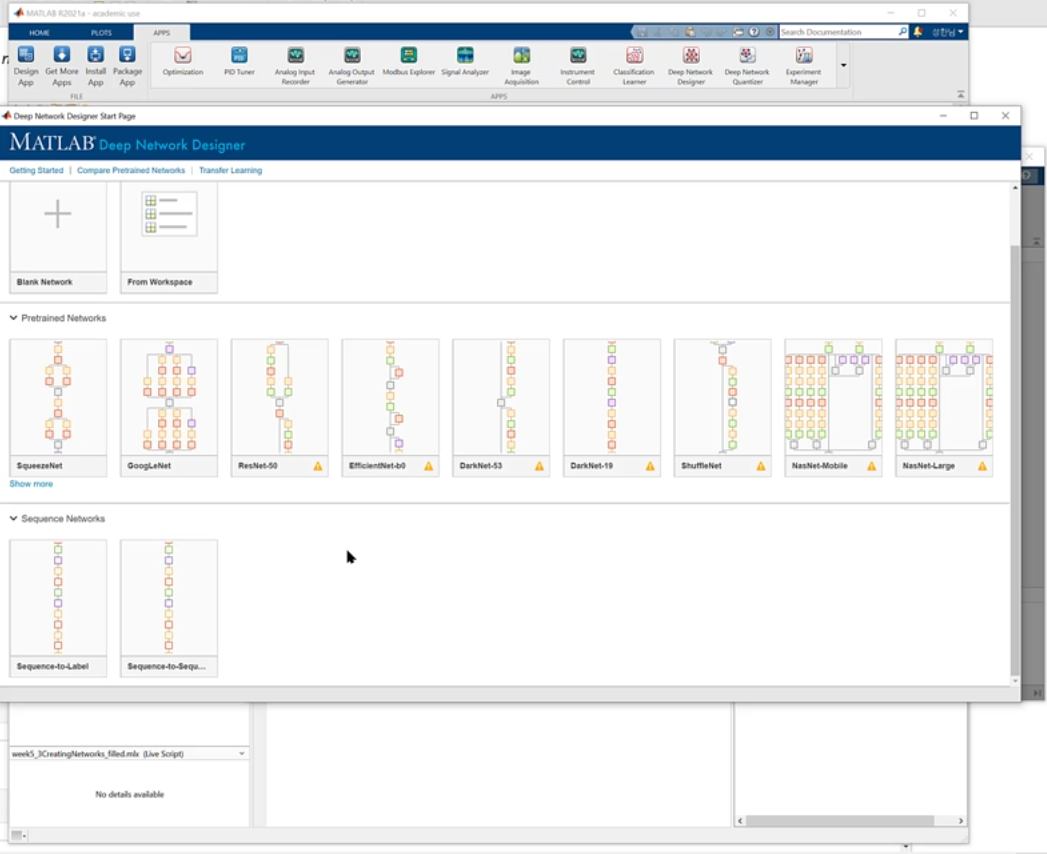 MATLAB R2021a - academic use
HOME PLOTS APPS
Search Documentation
Design App
Get More Apps
Install App
Package App
Optimization
PID Tuner
Analog Input Recorder
Analog Output Generator
Modbus Explorer
Signal Analyzer
Image Acquisition
Instrument Control
Classification Learner
Deep Network Designer
Deep Network Quantizer
Experiment Manager
FILE
APPS
Deep Network Designer Start Page
MATLAB® Deep Network Designer
Getting Started | Compare Pretrained Networks | Transfer Learning
Blank Network
From Workspace
Pretrained Networks
SqueezeNet
GoogLeNet
ResNet-50
EfficientNet-b0
DarkNet-53
DarkNet-19
ShuffleNet
NasNet-Mobile
NasNet-Large
Show more
Sequence Networks
Sequence-to-Label
Sequence-to-Sequ...
week5_3CreatingNetworks_filled.mlx (Live Script)
No details available